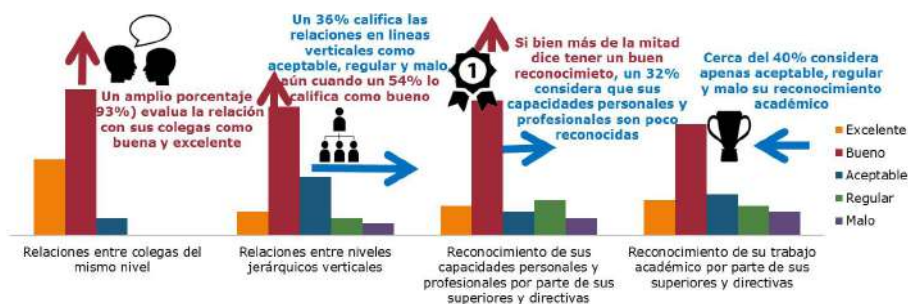 Un amplio porcentaje
93%) evalua la relación
con sus colegas como
buena y excelente
Un 36% califica las
relaciones en lineas
verticales como
aceptable, regular y malo
aún cuando un 54% lo
califica como bueno
1
Si bien más de la mitad
dice tener un buen
reconocimieto, un 32%
considera que sus
capacidades personales y
profesionales son poco
reconocidas
Cerca del 40% considera
apenas aceptable, regular
y malo su reconocimiento
académico
Excelente
Bueno
Aceptable
Regular
Malo
Relaciones entre colegas del
mismo nivel
Relaciones entre niveles
jerárquicos verticales
Reconocimiento de sus
capacidades personales y
profesionales por parte de sus
superiores y directivas
Reconocimiento de su trabajo
académico por parte de sus
superiores y directivas